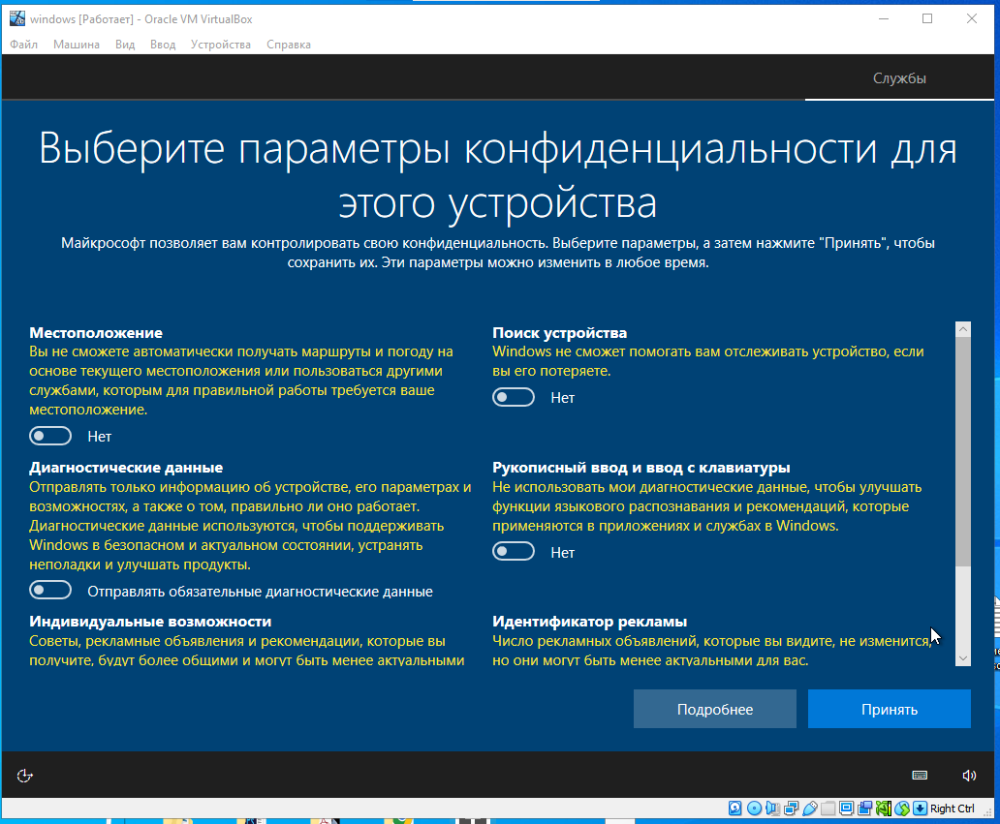 windows [Работает] - Oracle VM VirtualBox
Файл Машина Вид Ввод Устройства Справка
Службы
Выберите параметры конфиденциальности для
этого устройства
Майкрософт позволяет вам контролировать свою конфиденциальность. Выберите параметры, а затем нажмите "Принять", чтобы
сохранить их. Эти параметры можно изменить в любое время.
Местоположение
Вы не сможете автоматически получать маршруты и погоду на
основе текущего местоположения или пользоваться другими
службами, которым для правильной работы требуется ваше
местоположение.
Нет
Поиск устройства
Windows не сможет помогать вам отслеживать устройство, если
вы его потеряете.
Нет
Диагностические данные
Отправлять только информацию об устройстве, его параметрах и
возможностях, а также о том, правильно ли оно работает.
Диагностические данные используются, чтобы поддерживать
Windows в безопасном и актуальном состоянии, устранять
неполадки и улучшать продукты.
Отправлять обязательные диагностические данные
Рукописный ввод и ввод с клавиатуры
Не использовать мои диагностические данные, чтобы улучшать
функции языкового распознавания и рекомендаций, которые
применяются в приложениях и службах в Windows.
Нет
Индивидуальные возможности
Советы, рекламные объявления и рекомендации, которые вы
получите, будут более общими и могут быть менее актуальными
Идентификатор рекламы
Число рекламных объявлений, которые вы видите, не изменится,
но они могут быть менее актуальными для вас.
Подробнее
Принять
Right Ctrl